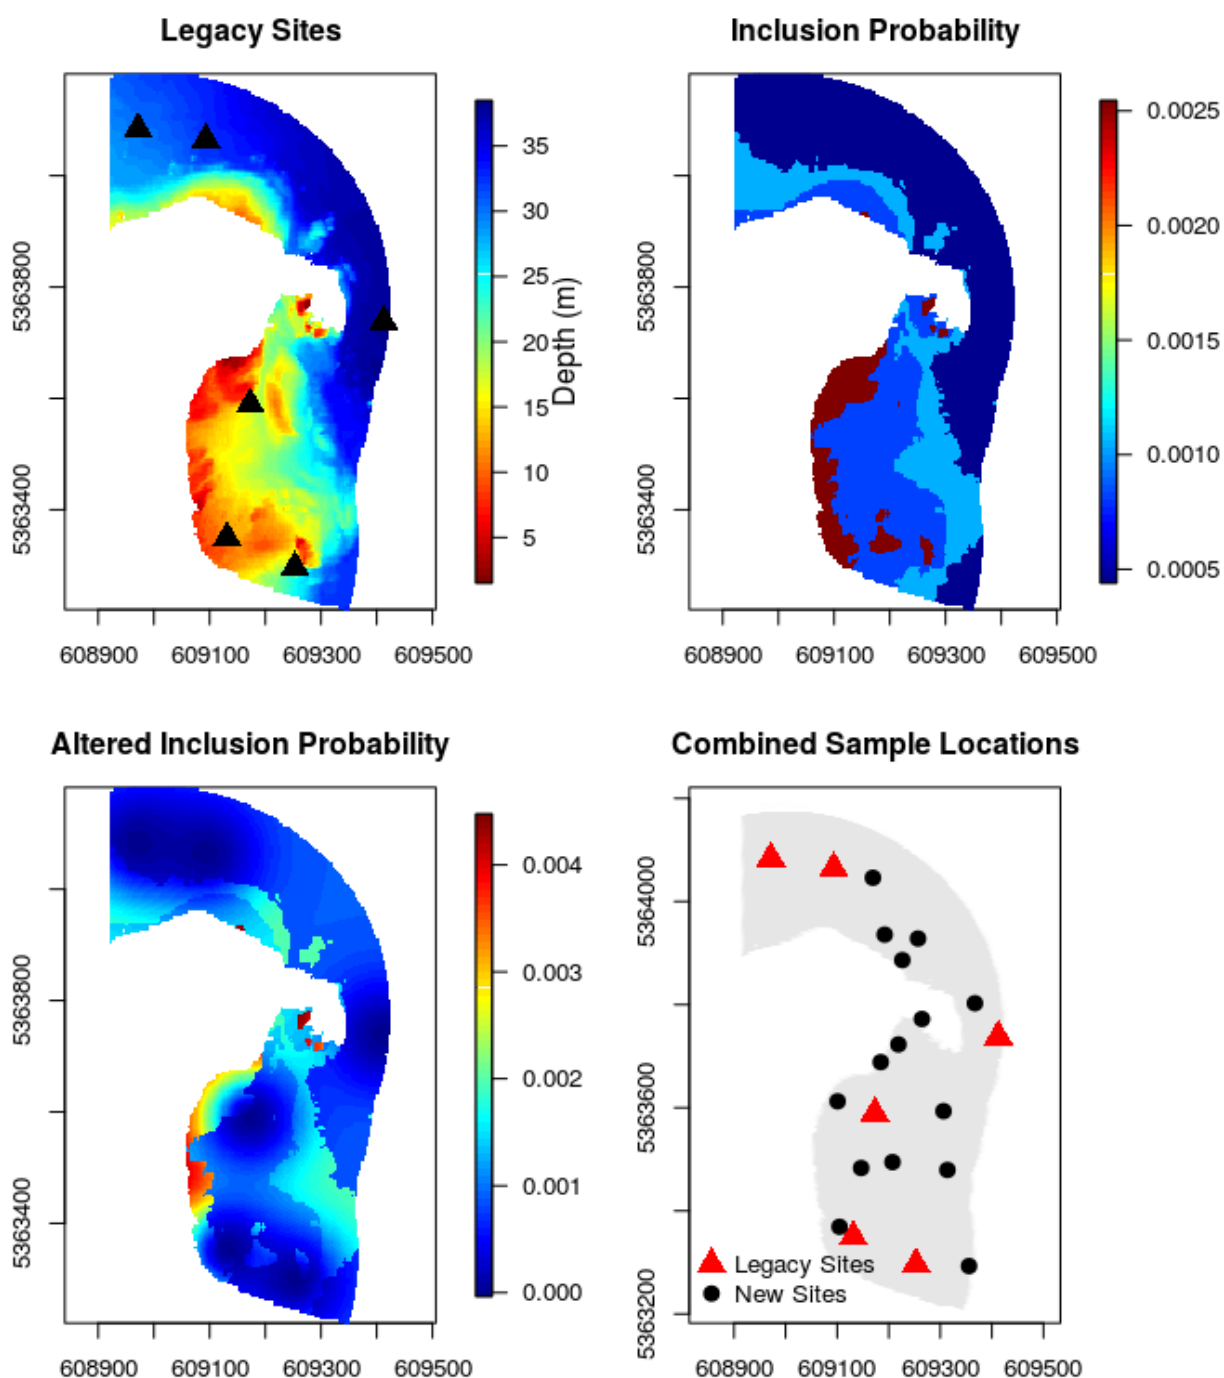 Legacy Sites
35
30
25
20
15
10
5
Depth (m)
5363800
5363400
608900 609100 609300 609500
Inclusion Probability
0.0025
0.0020
0.0015
0.0010
0.0005
5363800
5363400
608900 609100 609300 609500
Altered Inclusion Probability
0.004
0.003
0.002
0.001
0.000
5363800
5363400
608900 609100 609300 609500
Combined Sample Locations
5364000
5363600
5363200
Legacy Sites
New Sites
608900 609100 609300 609500